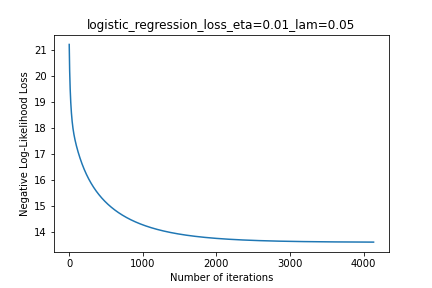 logistic_regression_loss_eta=0.01_lam=0.05
21
20
19
18
17
16
15
14
Negative Log-Likelihood Loss
0 1000 2000 3000 4000
Number of iterations